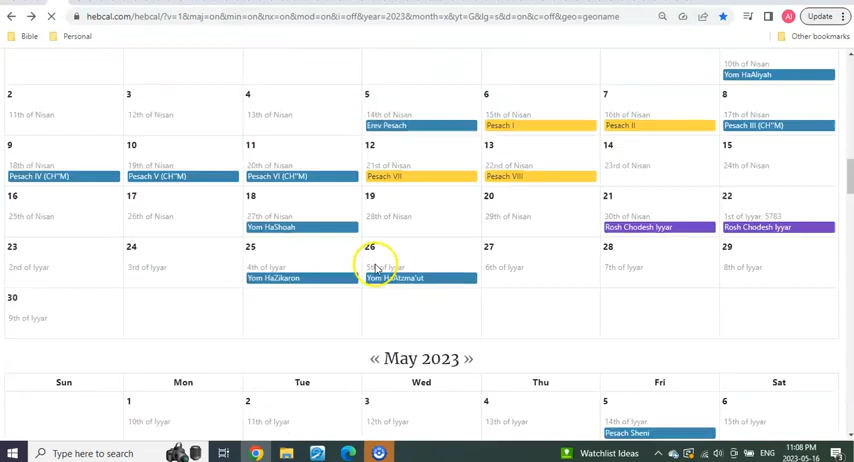 hebcal.com/hebcal/?v=1&maj=on&min=on&nx=on&mod=on&i=off&year=2023&month=x&yt=G&lg=s&d=on&c=off&geo=geoname
AI
Update
Bible
Personal
Other bookmarks
10th of Nisan
Yom HaAliyah
2 3 4 5 6 7 8
11th of Nisan 12th of Nisan 13th of Nisan 14th of Nisan 15th of Nisan 16th of Nisan 17th of Nisan
Erev Pesach Pesach I Pesach II Pesach III (CH"M)
9 10 11 12 13 14 15
18th of Nisan 19th of Nisan 20th of Nisan 21st of Nisan 22nd of Nisan 23rd of Nisan 24th of Nisan
Pesach IV (CH"M) Pesach V (CH"M) Pesach VI (CH"M) Pesach VII Pesach VIII
16 17 18 19 20 21 22
25th of Nisan 26th of Nisan 27th of Nisan 28th of Nisan 29th of Nisan 30th of Nisan 1st of Iyyar, 5783
Yom HaShoah Rosh Chodesh Iyyar Rosh Chodesh Iyyar
23 24 25 26 27 28 29
2nd of Iyyar 3rd of Iyyar 4th of Iyyar 5th of Iyyar 6th of Iyyar 7th of Iyyar 8th of Iyyar
Yom HaZikaron Yom HaAtzma'ut
30
9th of Iyyar
« May 2023 »
Sun Mon Tue Wed Thu Fri Sat
1 2 3 4 5 6
10th of Iyyar 11th of Iyyar 12th of Iyyar 13th of Iyyar 14th of Iyyar 15th of Iyyar
Pesach Sheni
Type here to search
Watchlist Ideas
ENG
11:08 PM
2023-05-16
3